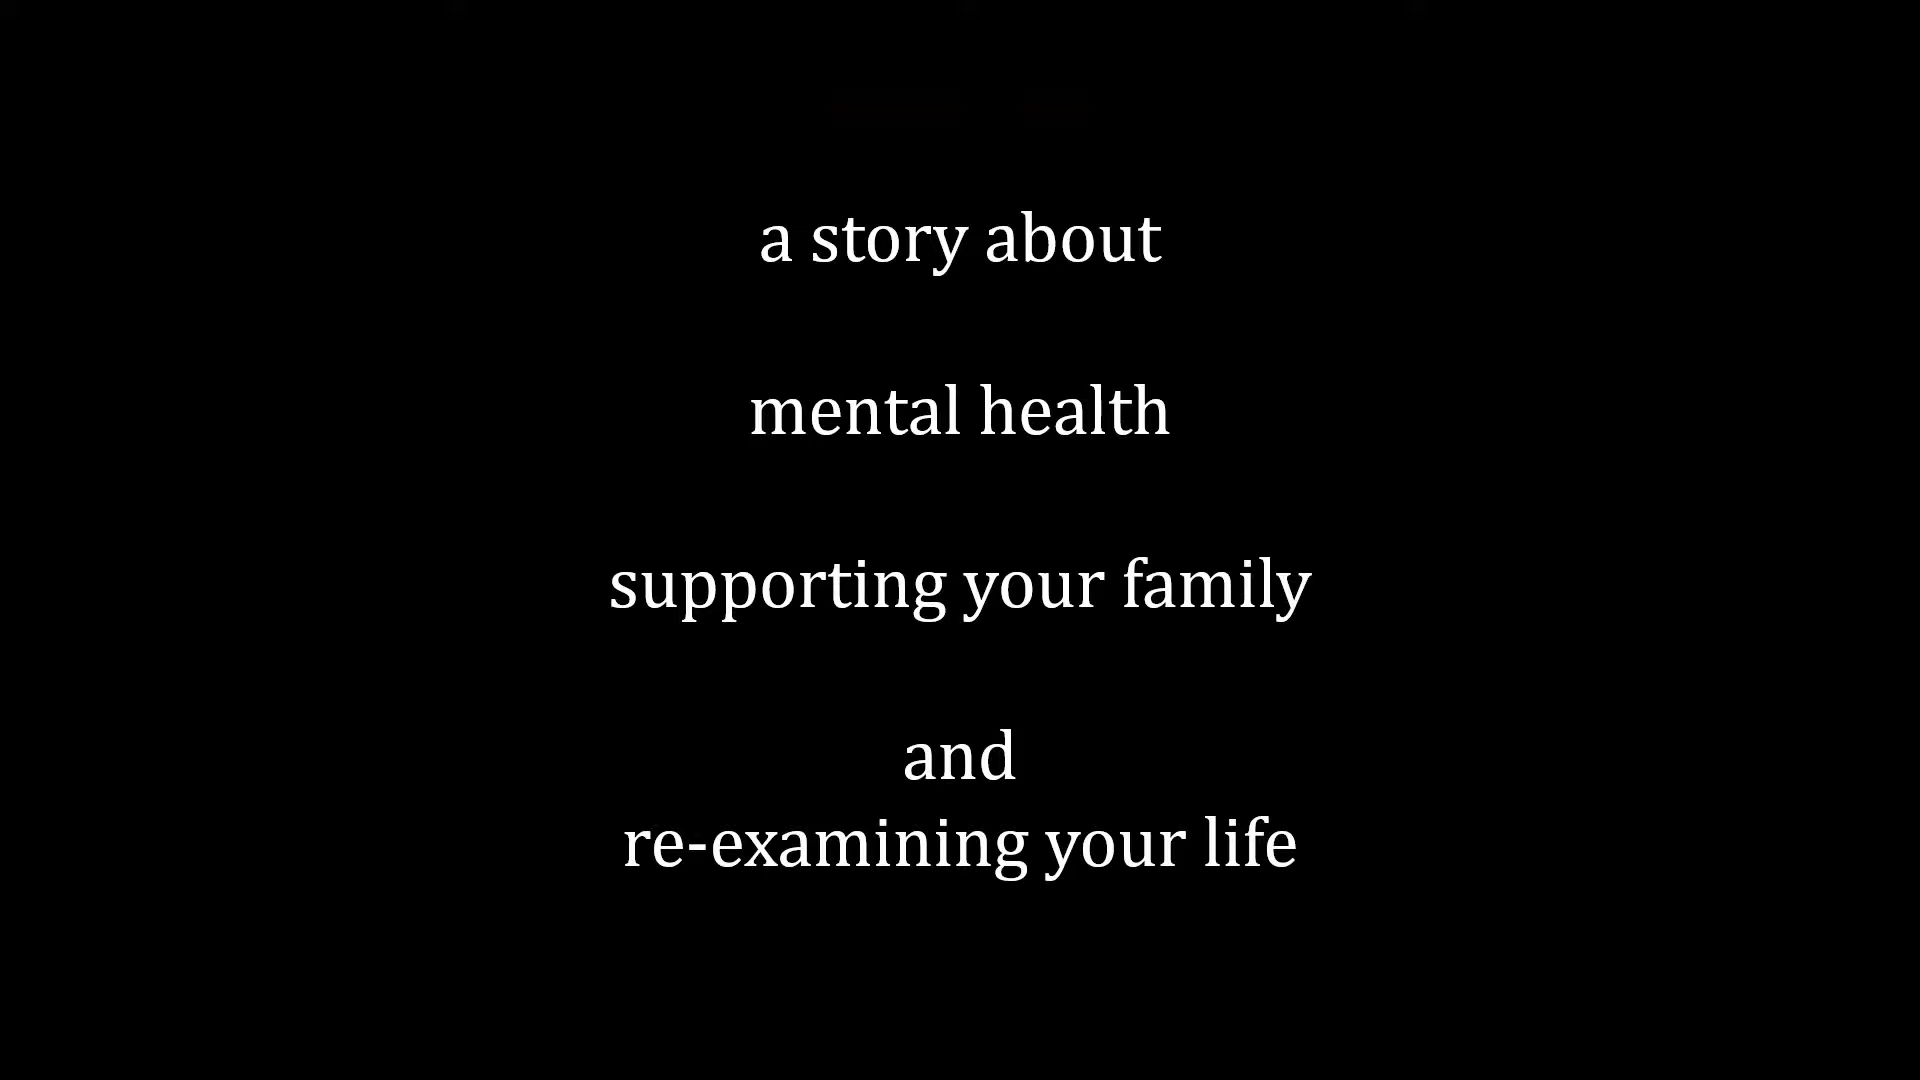 a story about
mental health
supporting your family
and
re-examining your life